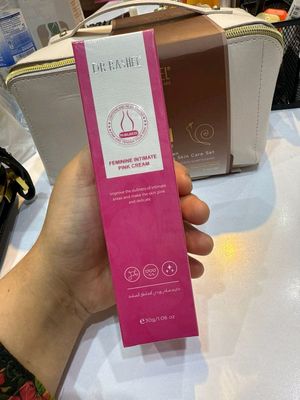 DR.RASHEL
FEMININE INTIMATE
PINK CREAM
Improve the dullness of intimate
areas and make the skin pink
and delicate
℮30g/1.06 oz
Skin Care Set